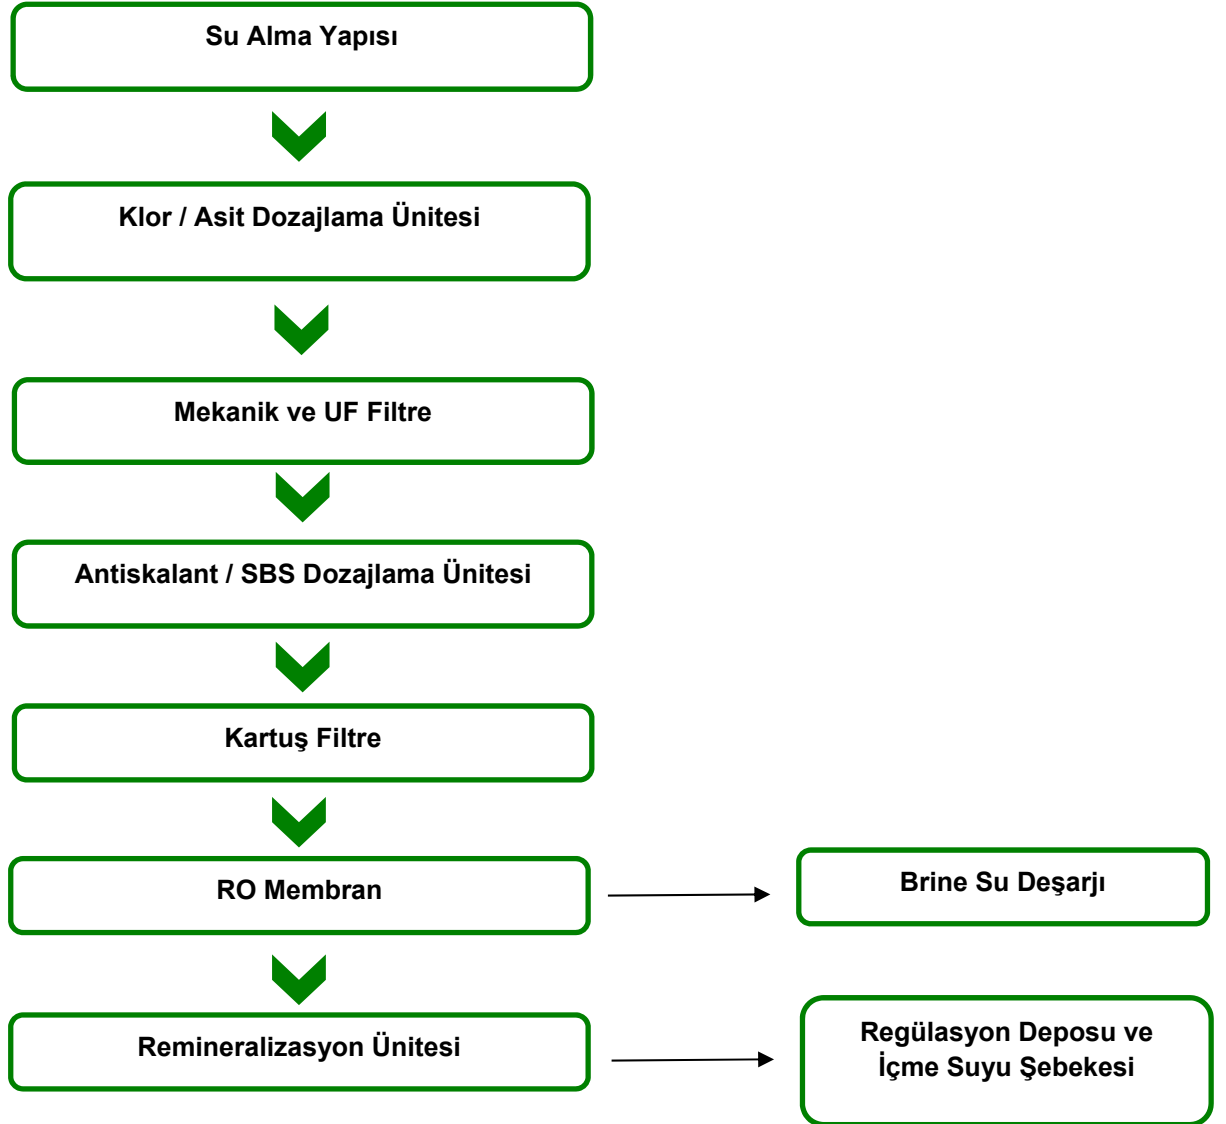 Su Alma Yapısı
Klor / Asit Dozajlama Ünitesi
Mekanik ve UF Filtre
Antiskalant / SBS Dozajlama Ünitesi
Kartuş Filtre
RO Membran
Brine Su Deşarjı
Remineralizasyon Ünitesi
Regülasyon Deposu ve
İçme Suyu Şebekesi